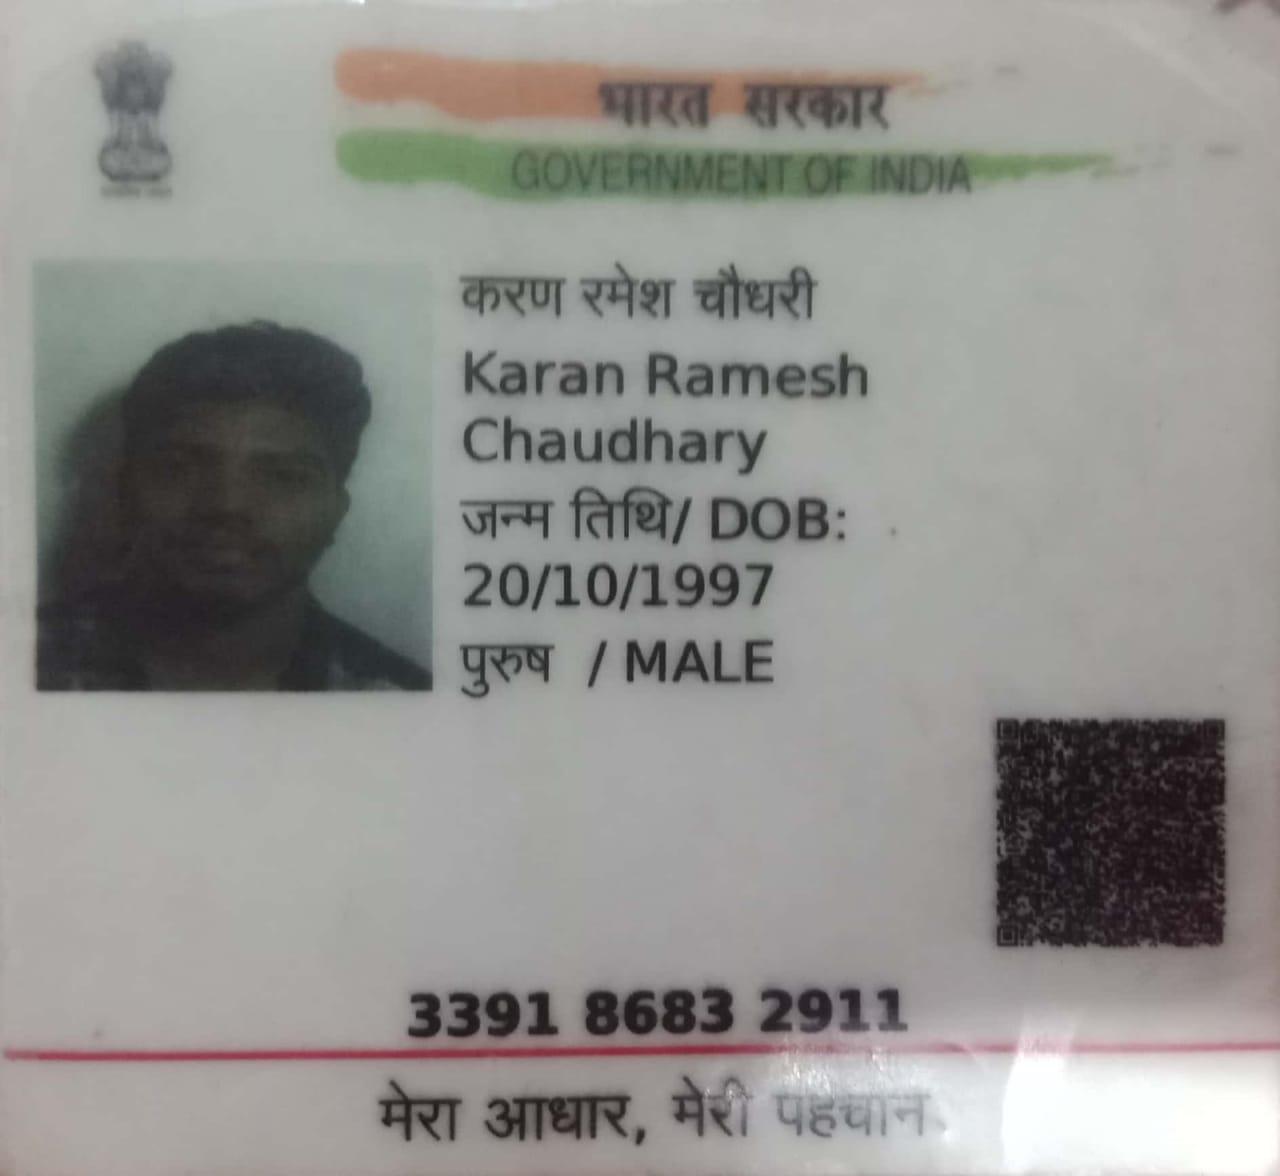 भारत सरकार
GOVERNMENT OF INDIA
करण रमेश चौधरी
Karan Ramesh
Chaudhary
जन्म तिथि/ DOB:
20/10/1997
पुरुष / MALE
3391 8683 2911
मेरा आधार, मेरी पहचान